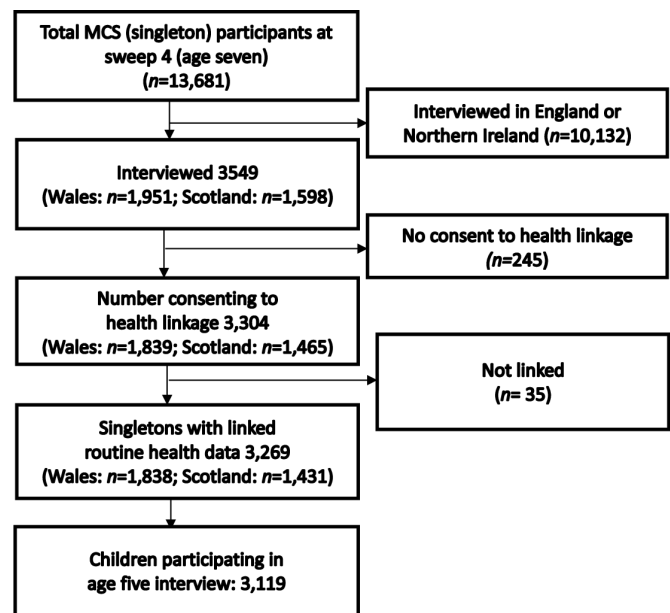 Total MCS (singleton) participants at
sweep 4 (age seven)
(n=13,681)
Interviewed in England or
Northern Ireland (n=10,132)
Interviewed 3549
(Wales: n=1,951; Scotland: n=1,598)
No consent to health linkage
(n=245)
Number consenting to
health linkage 3,304
(Wales: n=1,839; Scotland: n=1,465)
Not linked
(n= 35)
Singletons with linked
routine health data 3,269
(Wales: n=1,838; Scotland: n=1,431)
Children participating in
age five interview: 3,119